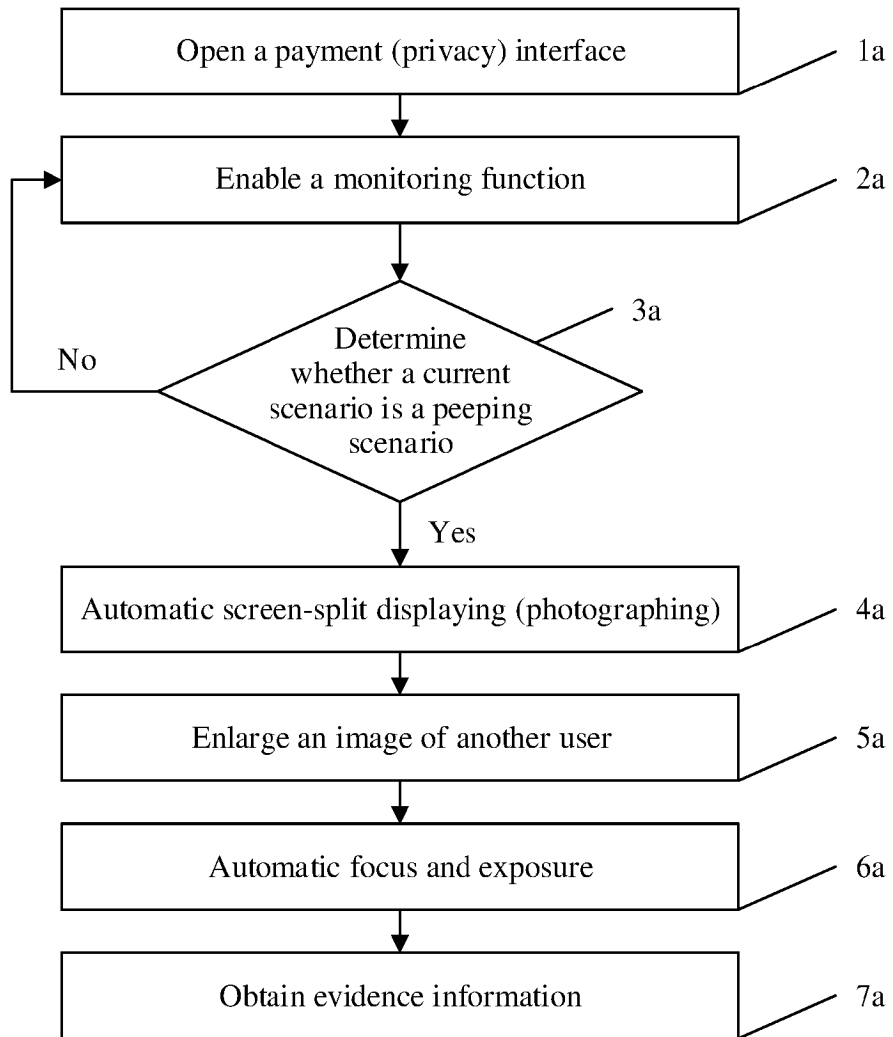 Open a payment (privacy) interface
1a
Enable a monitoring function
2a
3a
Determine
whether a current
scenario is a peeping
scenario
No
Yes
Automatic screen-split displaying (photographing)
4a
Enlarge an image of another user
5a
Automatic focus and exposure
6a
Obtain evidence information
7a